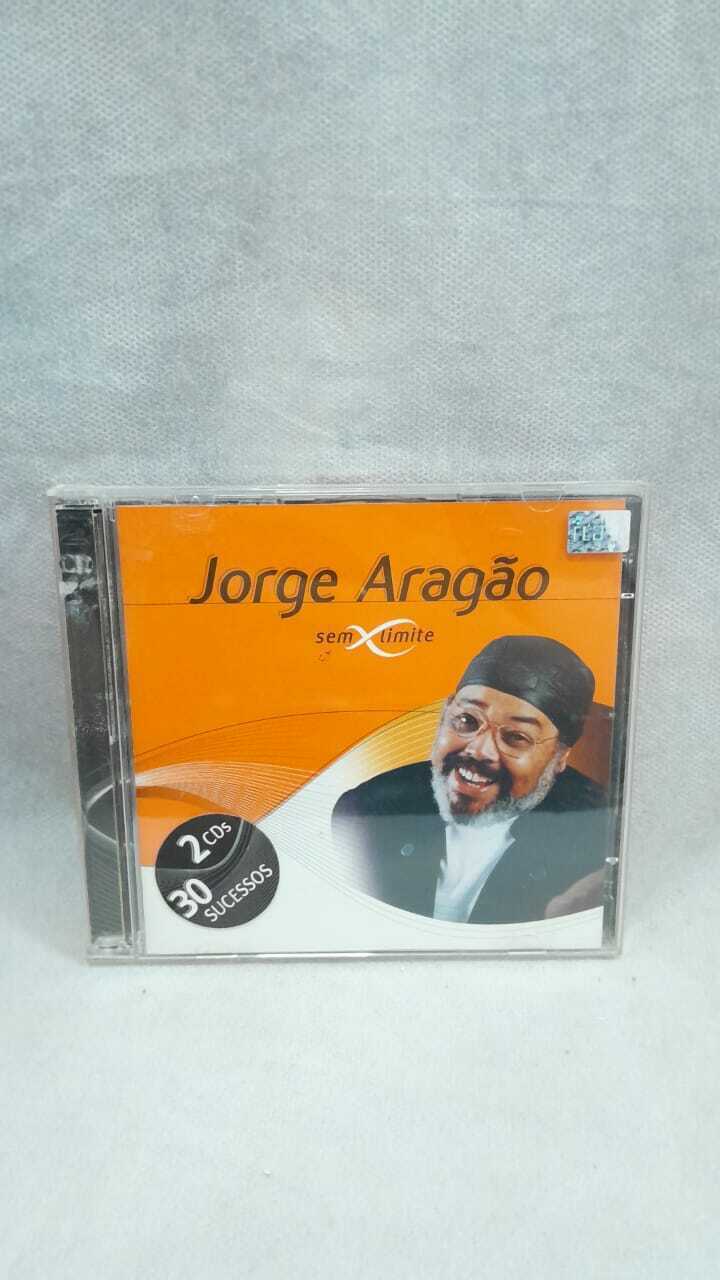 Jorge Aragão
sem limite
2 CDs
30 SUCESSOS